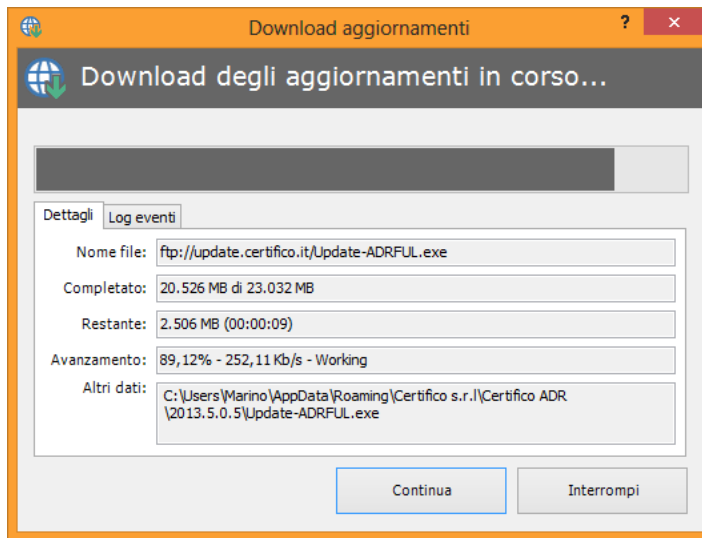 Download aggiornamenti
? ×
Download degli aggiornamenti in corso...
Dettagli Log eventi
Nome file: ftp://update.certifico.it/Update-ADRFUL.exe
Completato: 20.526 MB di 23.032 MB
Restante: 2.506 MB (00:00:09)
Avanzamento: 89,12% - 252,11 Kb/s - Working
Altri dati: C:\Users\Marino\AppData\Roaming\Certifico s.r.l\Certifico ADR
\2013.5.0.5\Update-ADRFUL.exe
Continua Interrompi